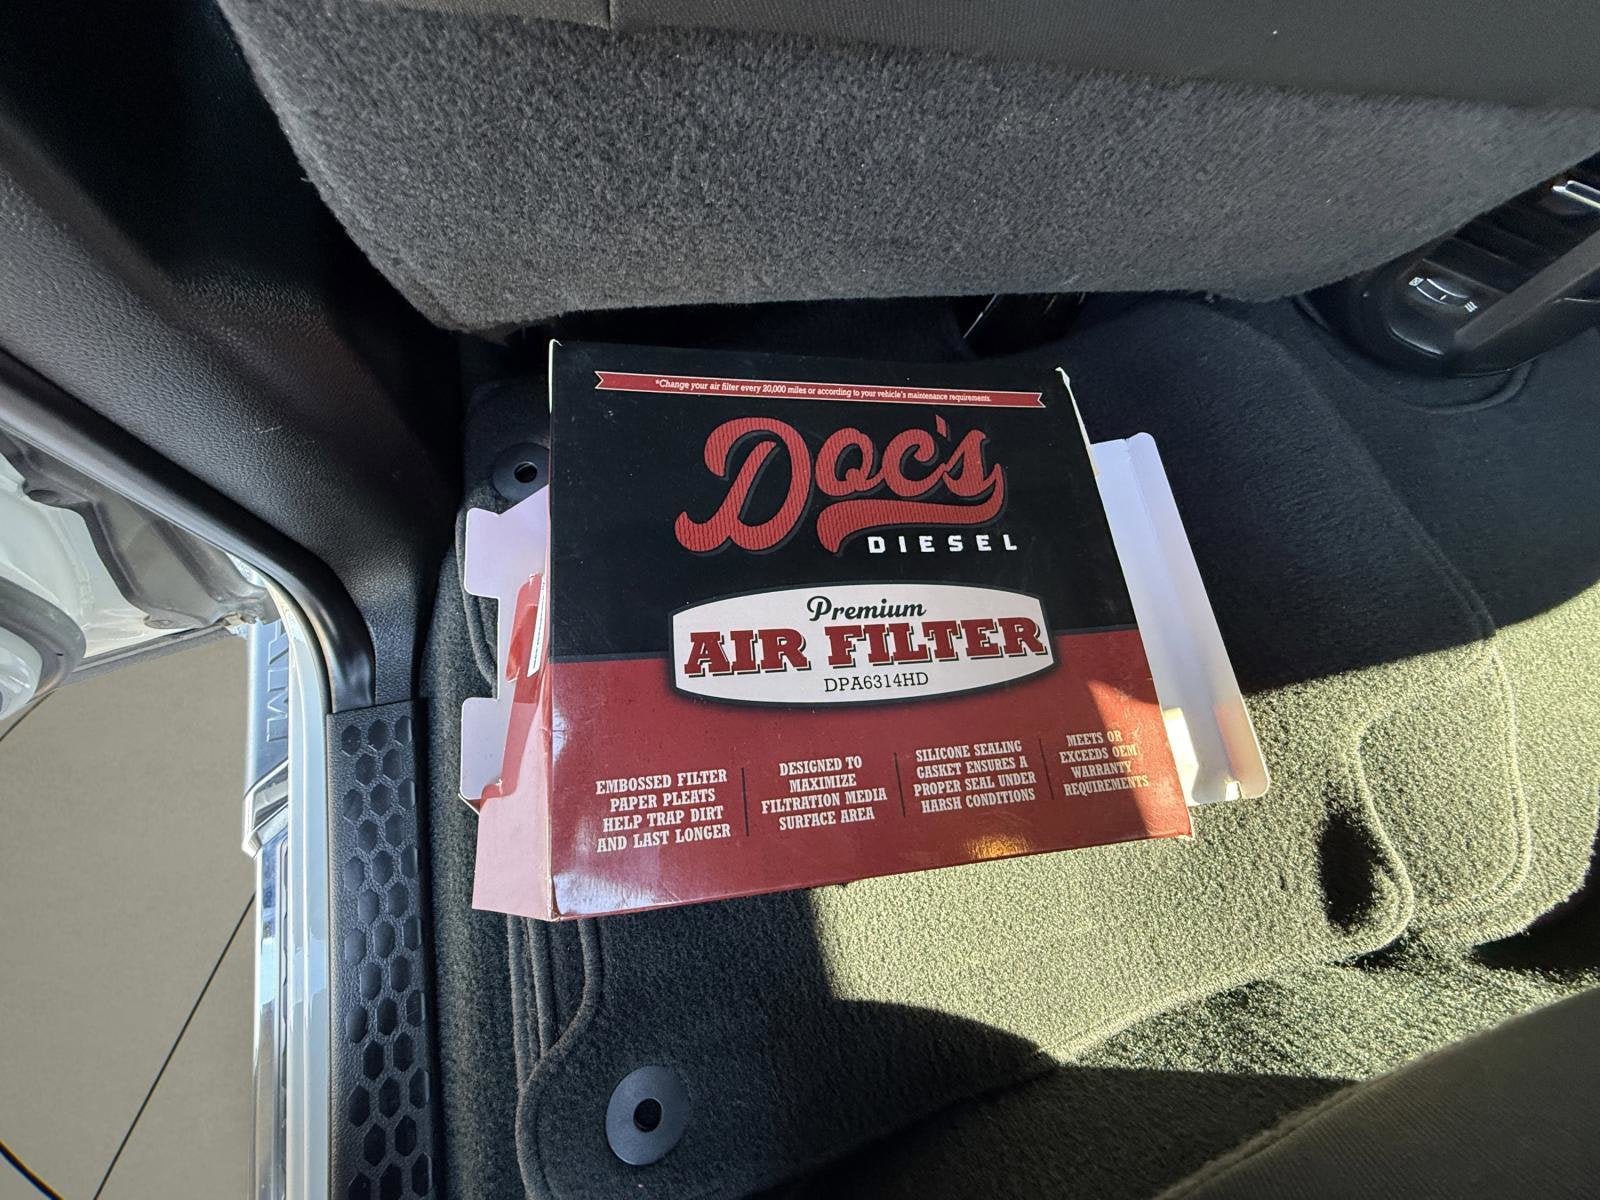 *Change your air filter every 20,000 miles or according to your vehicle's maintenance requirements.
Doc's
DIESEL
Premium
AIR FILTER
DPA6314HD
EMBOSSED FILTER
PAPER PLEATS
HELP TRAP DIRT
AND LAST LONGER
DESIGNED TO
MAXIMIZE
FILTRATION MEDIA
SURFACE AREA
SILICONE SEALING
GASKET ENSURES A
PROPER SEAL UNDER
HARSH CONDITIONS
MEETS OR
EXCEEDS OEM
WARRANTY
REQUIREMENTS